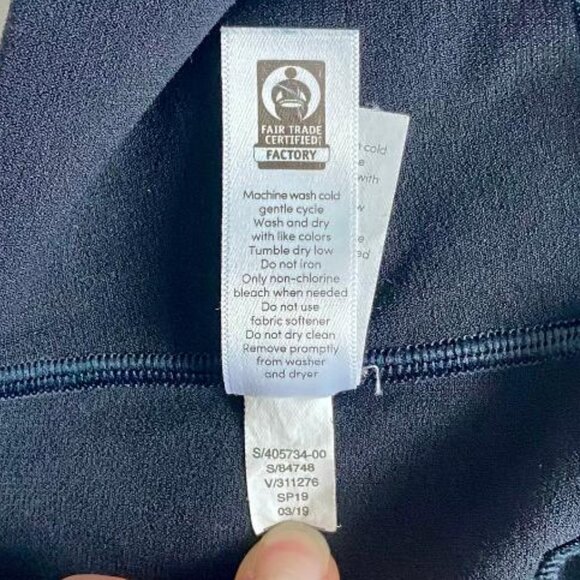 FAIR TRADE
CERTIFIED
FACTORY
Machine wash cold
gentle cycle
Wash and dry
with like colors
Tumble dry low
Do not iron
Only non-chlorine
bleach when needed
Do not use
fabric softener
Do not dry clean
Remove promptly
from washer
and dryer
cold
with
S/405734-00
S/84748
V/311276
SP19
03/19